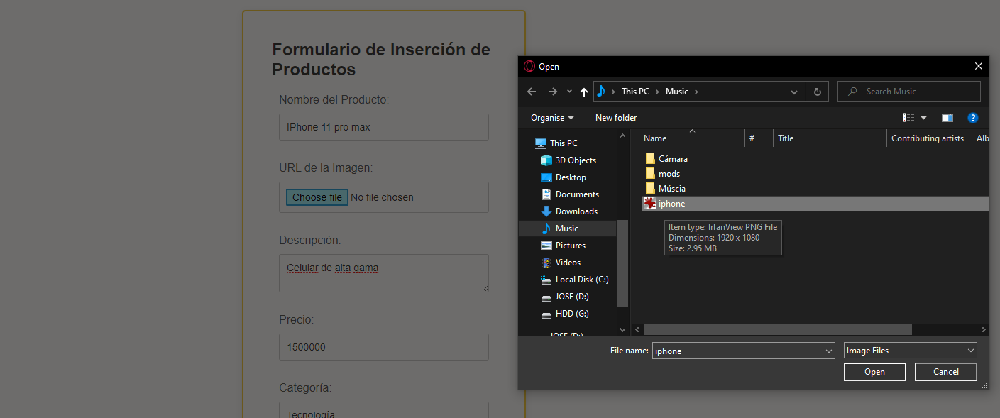 Formulario de Inserción de
Productos
Nombre del Producto:
IPhone 11 pro max
URL de la Imagen:
Choose file No file chosen
Descripción:
Celular de alta gama
Precio:
1500000
Categoría:
Tecnología
Open
This PC Music
Search Music
Organise New folder
This PC
3D Objects
Desktop
Documents
Downloads
Music
Pictures
Videos
Local Disk (C:)
JOSE (D:)
HDD (G:)
JOSE (D:)
Name # Title Contributing artists Alb
Cámara
mods
Múscia
iphone
Item type: IrfanView PNG File
Dimensions: 1920 x 1080
Size: 2.95 MB
File name: iphone Image Files
Open Cancel